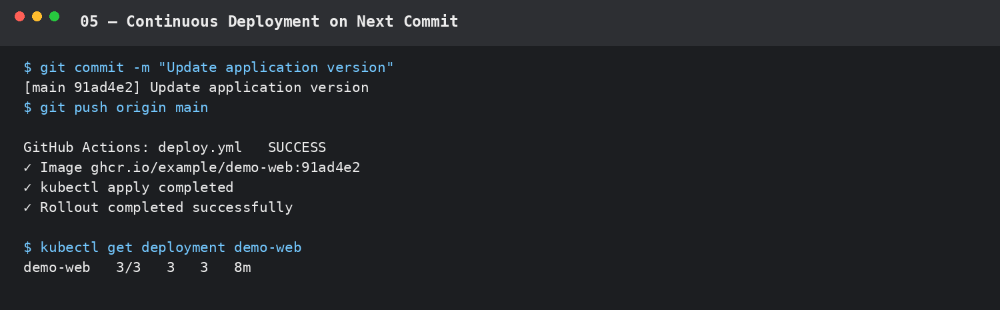 05 — Continuous Deployment on Next Commit
$ git commit -m "Update application version"
[main 91ad4e2] Update application version
$ git push origin main
GitHub Actions: deploy.yml   SUCCESS
✓ Image ghcr.io/example/demo-web:91ad4e2
✓ kubectl apply completed
✓ Rollout completed successfully
$ kubectl get deployment demo-web
demo-web   3/3   3   3   8m